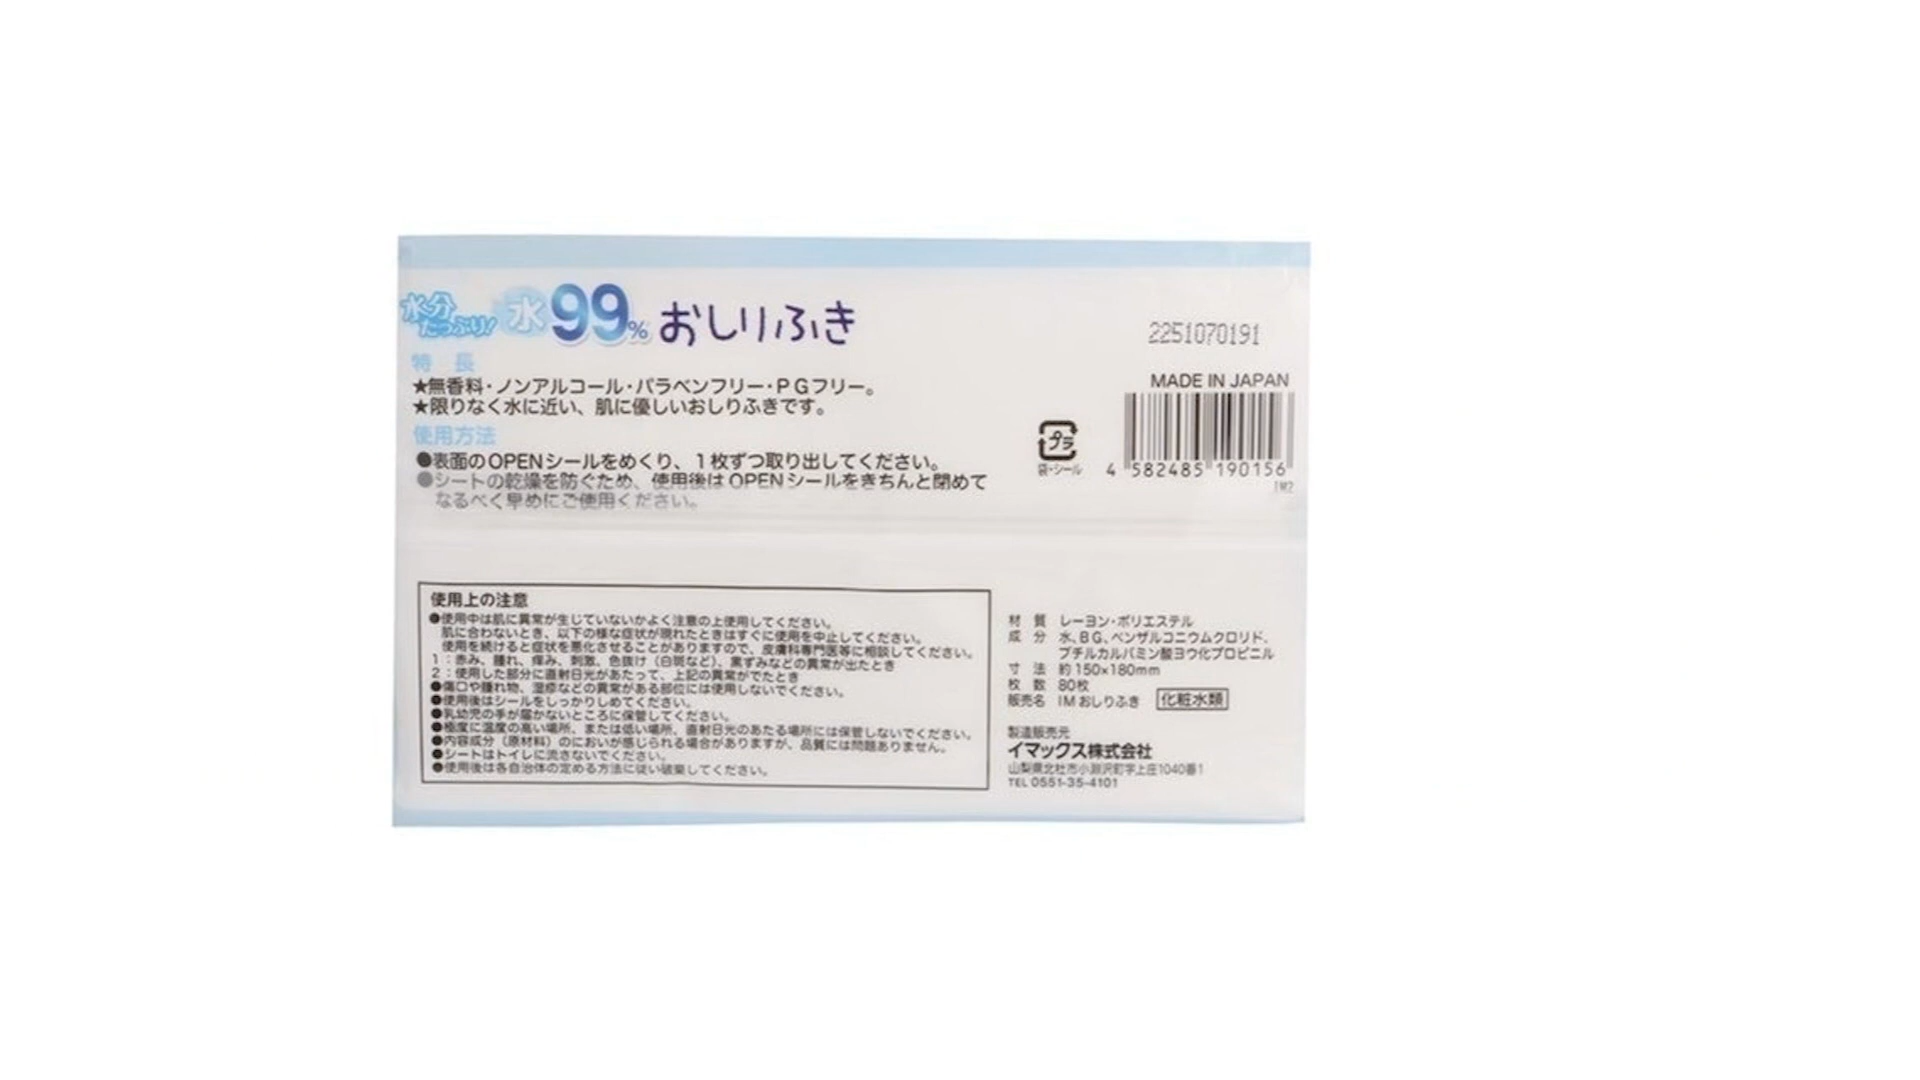 水分
たっぷり!
水99%おしりふき
特 長
★無香料・ノンアルコール・パラベンフリー・PGフリー。
★限りなく水に近い、肌に優しいおしりふきです。
使用方法
●表面のOPENシールをめくり、1枚ずつ取り出してください。
●シートの乾燥を防ぐため、使用後はOPENシールをきちんと閉めて
なるべく早めにご使用ください。
2251070191
MADE IN JAPAN
プラ
袋・シール
4 582485 190156
IM2
使用上の注意
●使用中は肌に異常が生じていないかよく注意の上使用してください。
肌に合わないとき、以下の様な症状が現れたときはすぐに使用を中止してください。
使用を続けると症状を悪化させることがありますので、皮膚科専門医等に相談してください。
1:赤み、腫れ、痒み、刺激、色抜け(白斑など)、黒ずみなどの異常が出たとき
2:使用した部分に直射日光があたって、上記の異常がでたとき
●傷口や腫れ物、湿疹などの異常がある部位には使用しないでください。
●使用後はシールをしっかりしめてください。
●乳幼児の手が届かないところに保管してください。
●極度に温度の高い場所、または低い場所、直射日光のあたる場所には保管しないでください。
●内容成分(原材料)のにおいが感じられる場合がありますが、品質には問題ありません。
●シートはトイレに流さないでください。
●使用後は各自治体の定める方法に従い破棄してください。
材 質 レーヨン・ポリエステル
成 分 水、BG、ベンザルコニウムクロリド、
ブチルカルバミン酸ヨウ化プロピニル
寸 法 約150×180mm
枚 数 80枚
販売名 IMおしりふき 化粧水類
製造販売元
イマックス株式会社
山梨県北杜市小淵沢町字上庄1040番1
TEL 0551-35-4101